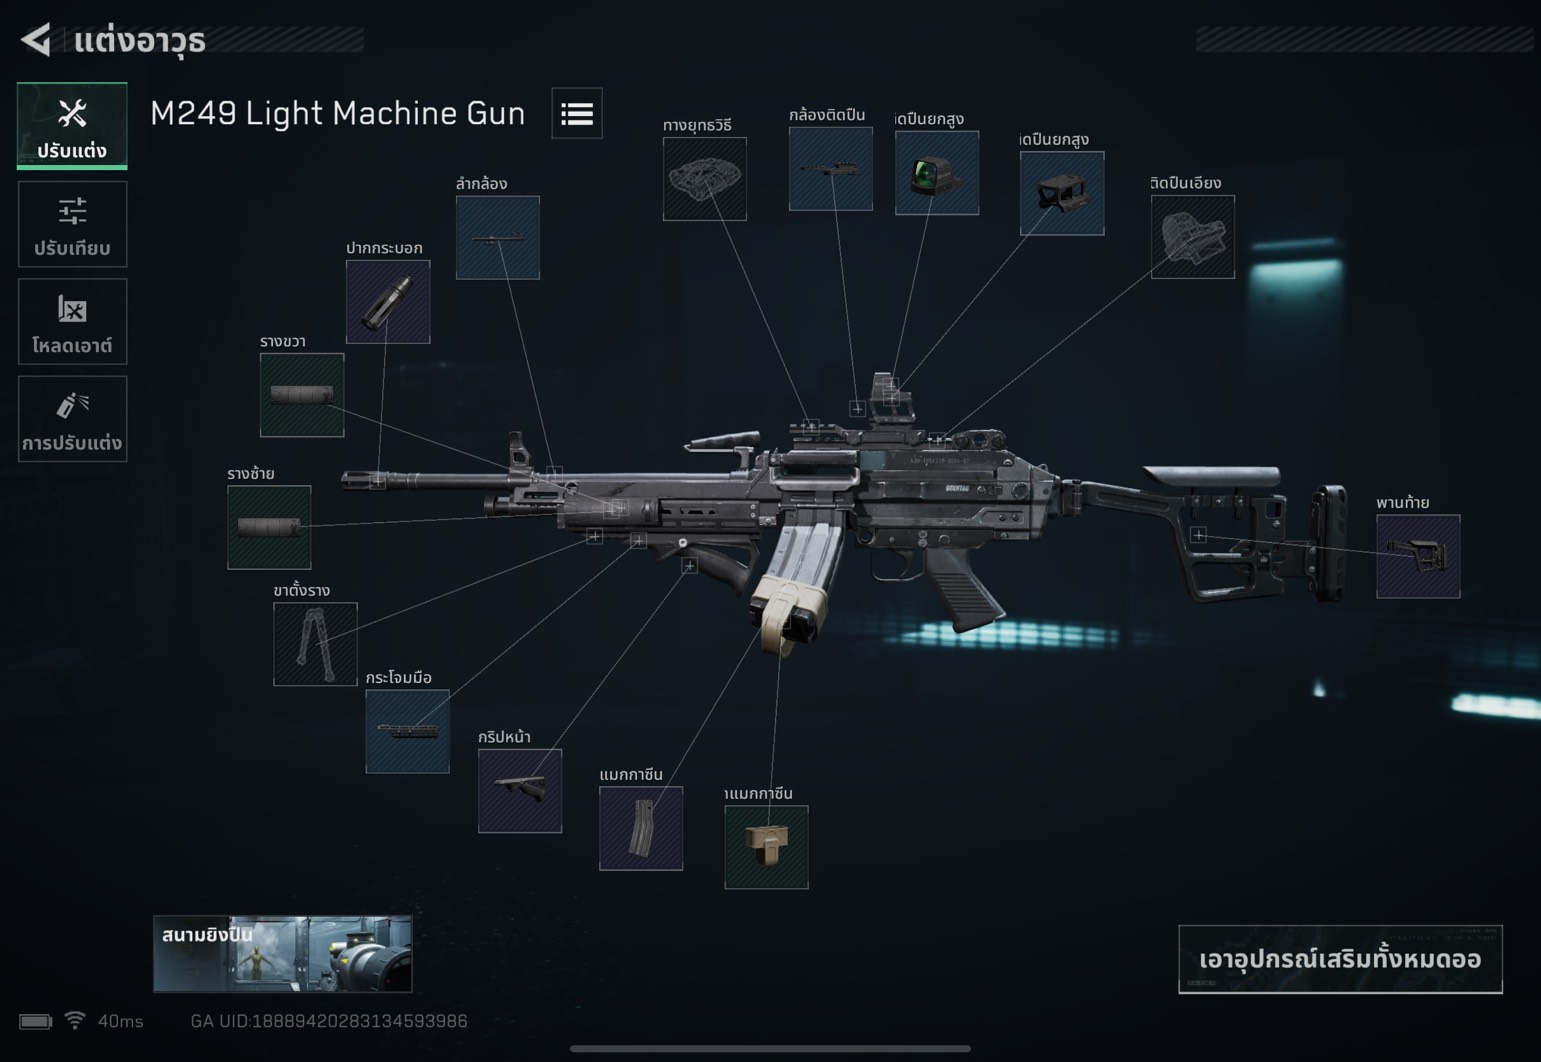 แต่งอาวุธ
ปรับแต่ง
M249 Light Machine Gun
ปรับเทียบ
โหลดเอาต์
การปรับแต่ง
ทางยุทธวิธี
กล้องติดปืน
ิดปืนยกสูง
ิดปืนยกสูง
ติดปืนเอียง
ลำกล้อง
ปากกระบอก
รางขวา
รางซ้าย
พานท้าย
ขาตั้งราง
กระโจมมือ
กริปหน้า
แมกกาซีน
าแมกกาซีน
สนามยิงปืน
เอาอุปกรณ์เสริมทั้งหมดออ
40ms
GA UID:18889420283134593986